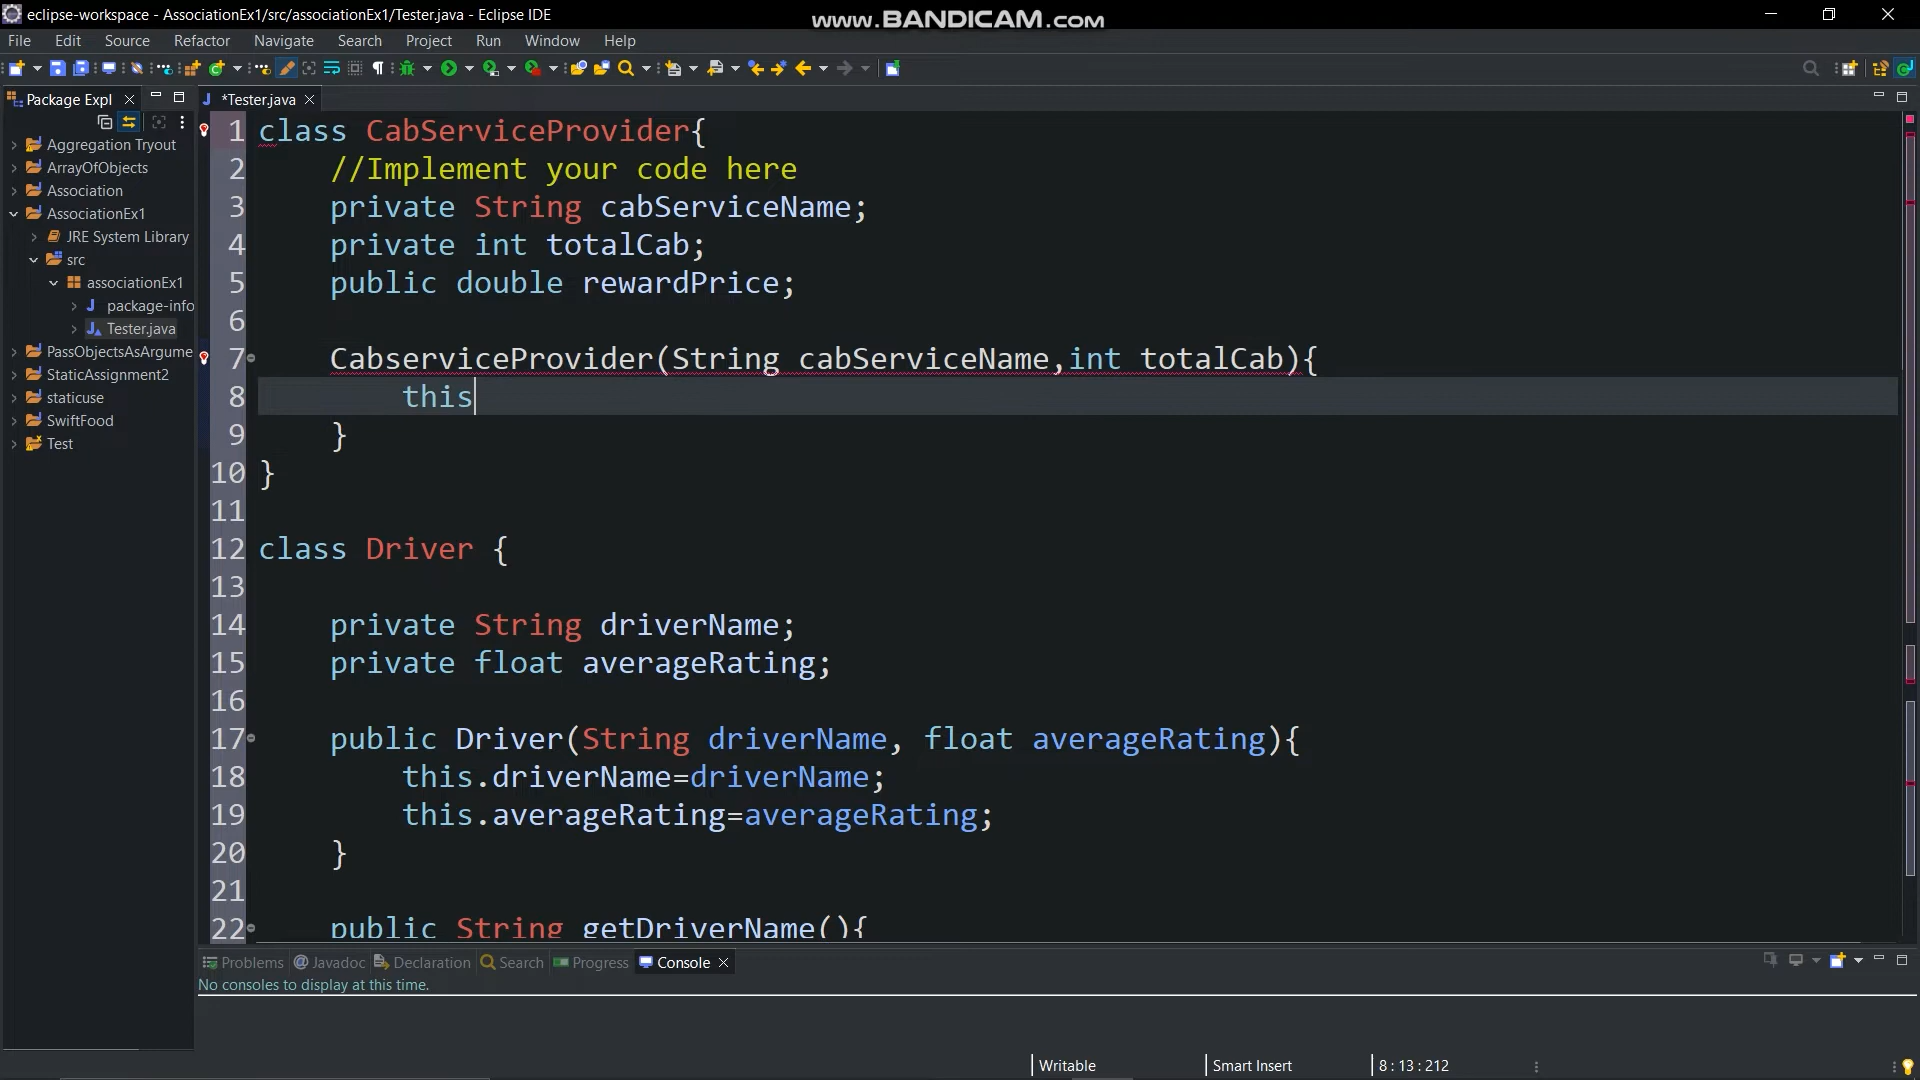 eclipse-workspace - AssociationEx1/src/associationEx1/Tester.java - Eclipse IDE
www.BANDICAM.com
File Edit Source Refactor Navigate Search Project Run Window Help
Package Expl
*Tester.java
Aggregation Tryout
ArrayOfObjects
Association
AssociationEx1
JRE System Library
src
associationEx1
package-info
Tester.java
PassObjectsAsArgume
StaticAssignment2
staticuse
SwiftFood
Test
1 class CabServiceProvider{
2 //Implement your code here
3 private String cabServiceName;
4 private int totalCab;
5 public double rewardPrice;
6
7 CabserviceProvider(String cabServiceName,int totalCab){
8 this
9 }
10 }
11
12 class Driver {
13
14 private String driverName;
15 private float averageRating;
16
17 public Driver(String driverName, float averageRating){
18 this.driverName=driverName;
19 this.averageRating=averageRating;
20 }
21
22 public String getDriverName(){
Problems Javadoc Declaration Search Progress Console
No consoles to display at this time.
Writable Smart Insert 8 : 13 : 212